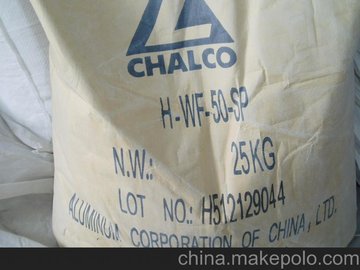 CHALCO
H-WF-50-SP
N.W.: 25KG
LOT NO.: H512129044
ALUMINUM CORPORATION OF CHINA, LTD.
china.makepolo.com